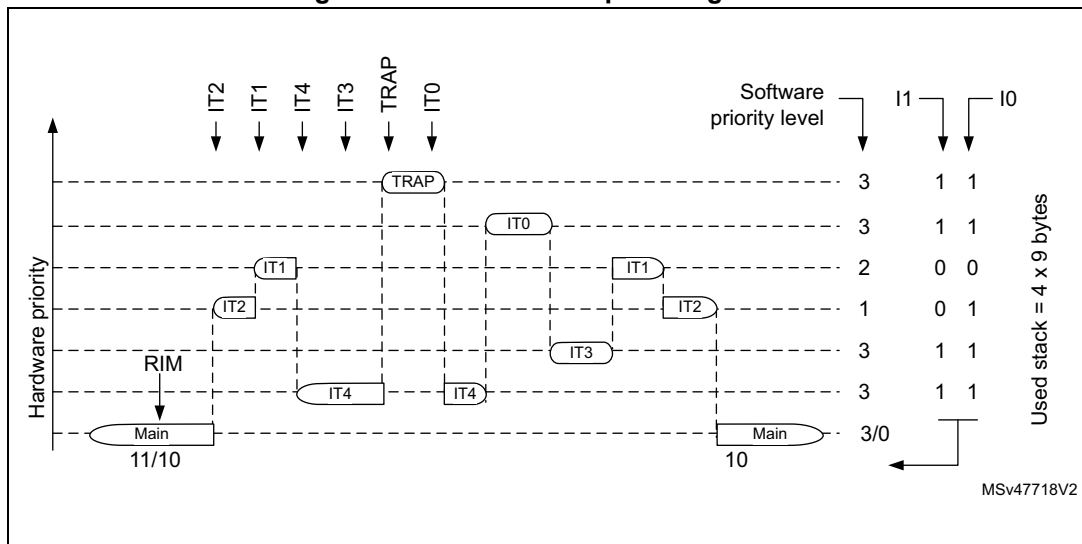 IT2
IT1
IT4
IT3
TRAP
IT0
Software
priority level
I1
I0
TRAP
3
1 1
IT0
3
1 1
IT1
IT1
2
0 0
IT2
IT2
1
0 1
IT3
3
1 1
RIM
IT4
IT4
3
1 1
Main
Main
3/0
11/10
10
Hardware priority
Used stack = 4 x 9 bytes
MSv47718V2